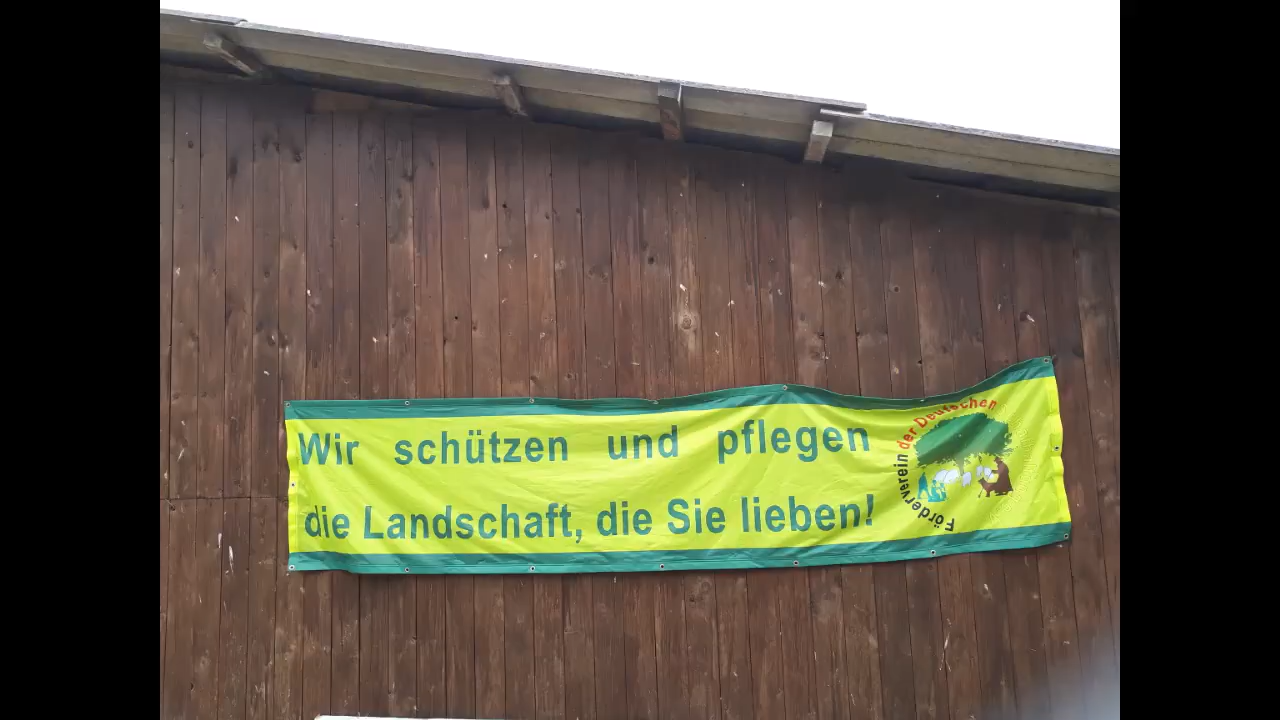 Wir schützen und pflegen
die Landschaft, die Sie lieben!
Förderverein der Deutschen